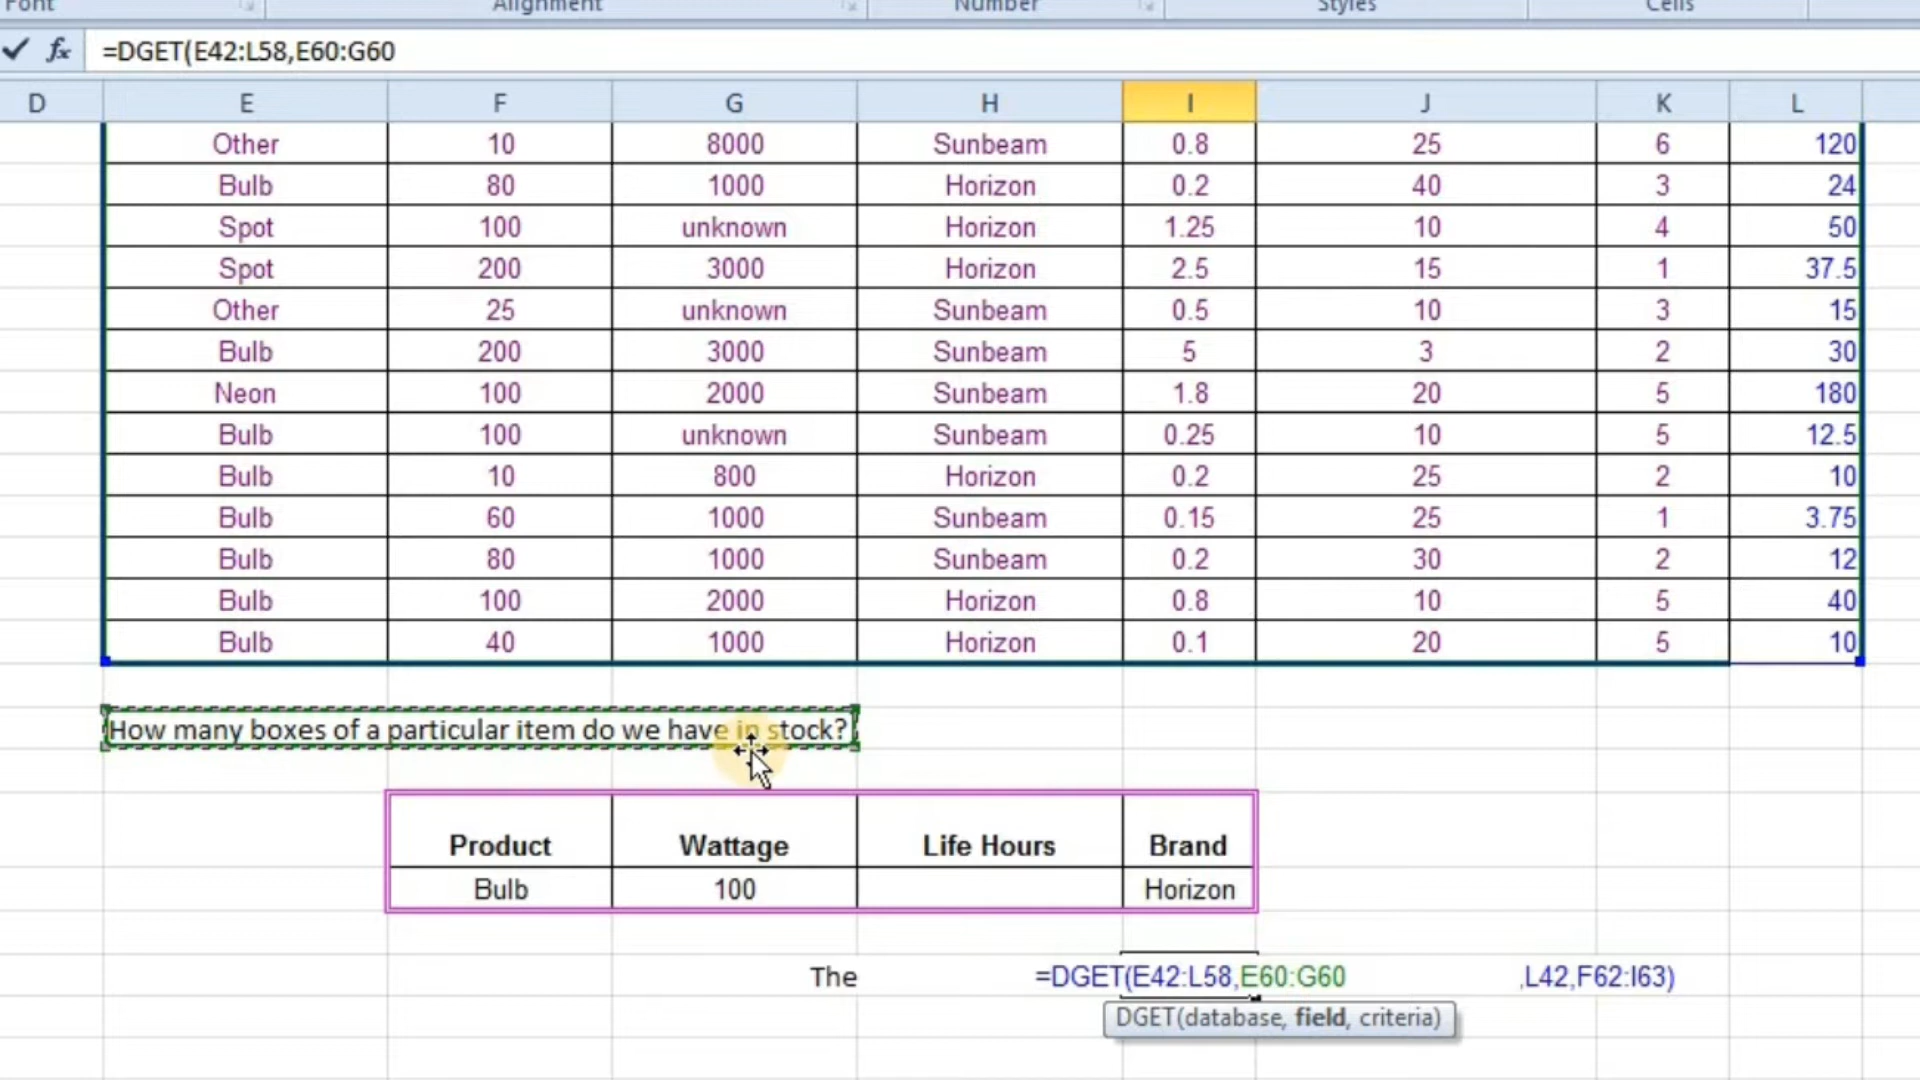 Font Alignment Number Styles Cells
fx =DGET(E42:L58,E60:G60
D E F G H I J K L
Other 10 8000 Sunbeam 0.8 25 6 120
Bulb 80 1000 Horizon 0.2 40 3 24
Spot 100 unknown Horizon 1.25 10 4 50
Spot 200 3000 Horizon 2.5 15 1 37.5
Other 25 unknown Sunbeam 0.5 10 3 15
Bulb 200 3000 Sunbeam 5 3 2 30
Neon 100 2000 Sunbeam 1.8 20 5 180
Bulb 100 unknown Sunbeam 0.25 10 5 12.5
Bulb 10 800 Horizon 0.2 25 2 10
Bulb 60 1000 Sunbeam 0.15 25 1 3.75
Bulb 80 1000 Sunbeam 0.2 30 2 12
Bulb 100 2000 Horizon 0.8 10 5 40
Bulb 40 1000 Horizon 0.1 20 5 10
How many boxes of a particular item do we have in stock?
Product Wattage Life Hours Brand
Bulb 100 Horizon
The =DGET(E42:L58,E60:G60 ,L42,F62:I63)
DGET(database, field, criteria)